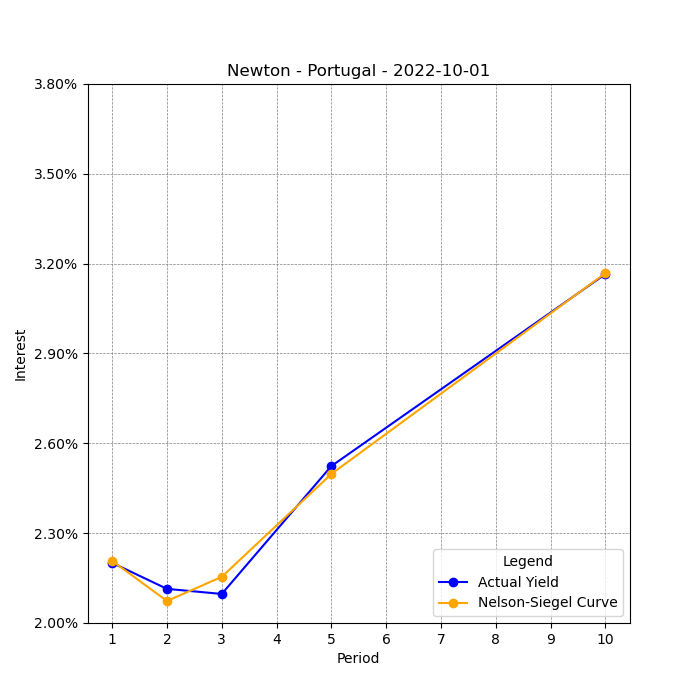 Newton - Portugal - 2022-10-01
3.80%
3.50%
3.20%
2.90%
2.60%
2.30%
2.00%
Interest
Legend
Actual Yield
Nelson-Siegel Curve
1 2 3 4 5 6 7 8 9 10
Period